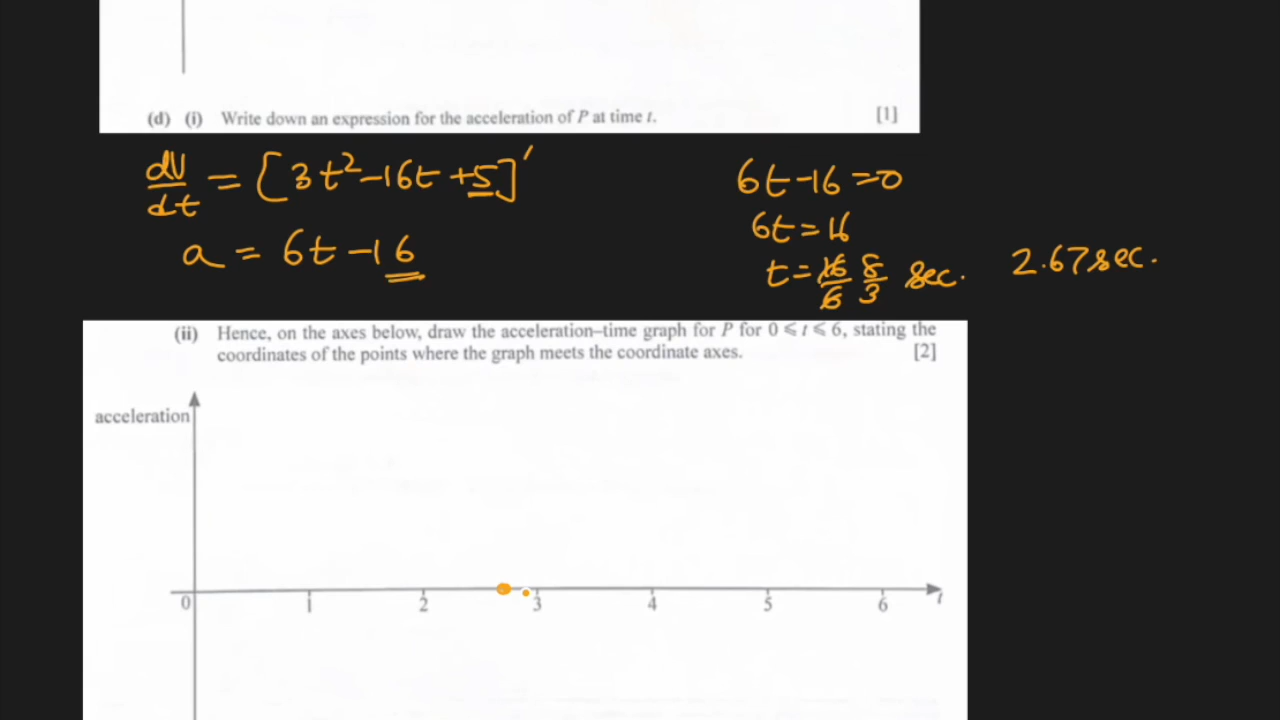 (d) (i) Write down an expression for the acceleration of P at time t. [1]
dv/dt = [3t²-16t+5]'
a = 6t-16
6t-16=0
6t=16
t=16/6 8/3 sec. 2.67sec.
(ii) Hence, on the axes below, draw the acceleration–time graph for P for 0 ⩽ t ⩽ 6, stating the
coordinates of the points where the graph meets the coordinate axes. [2]
acceleration
0 1 2 3 4 5 6 t